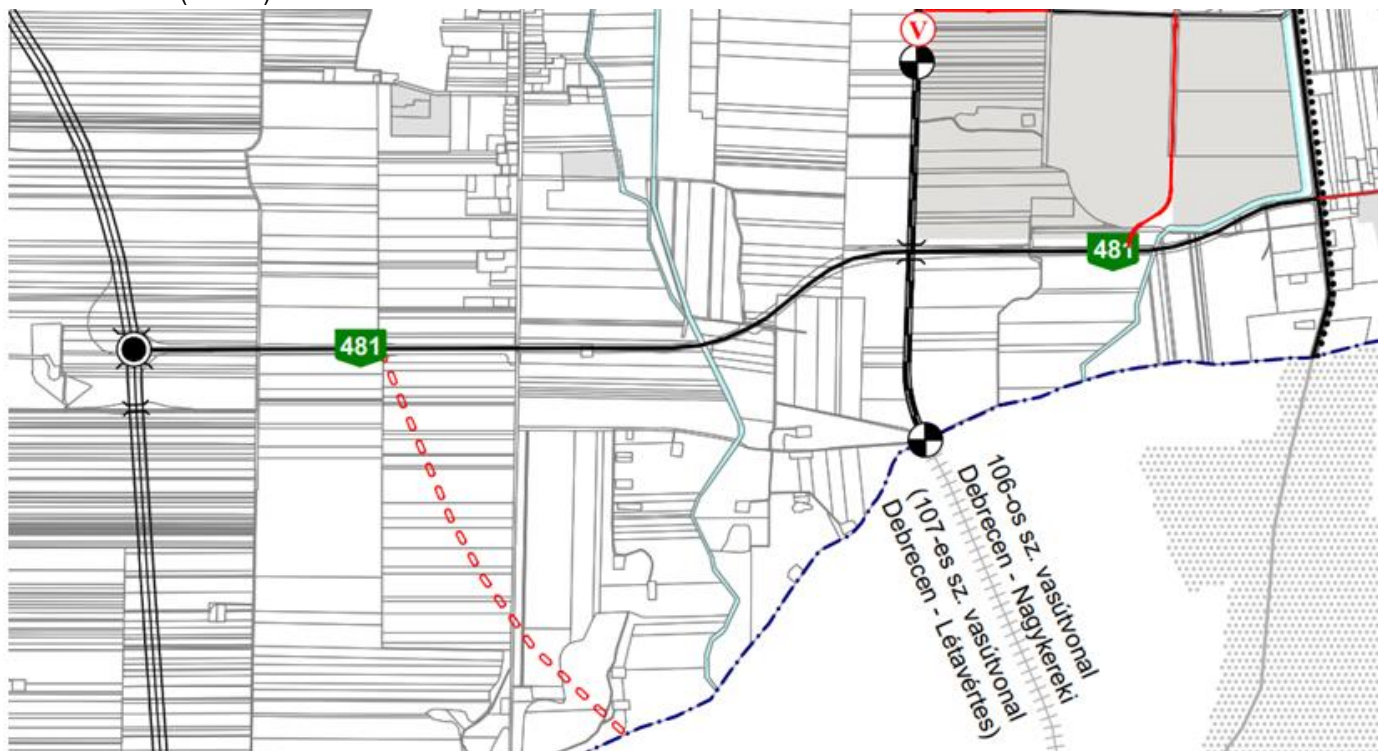 V
481
481
106-os sz. vasútvonal
Debrecen - Nagykereki
(107-es sz. vasútvonal
Debrecen - Létavértes)